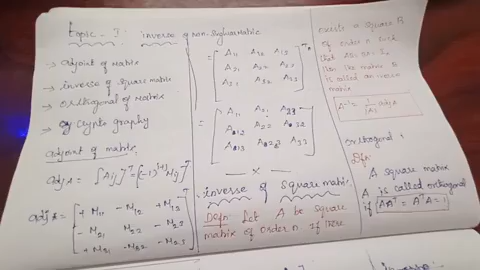 topic - 3: inverse of non-singular matrix
→ adjoint of matrix
→ inverse of square matrix
→ orthogonal of matrix
→ cryptography
adjoint of matrix
adj A = [Aij]^T = [(-1)^i+j Mij]^T
adj A = [ + M11 - M12 + M13
- M21 M22 - M23
+ M31 - M32 - M33 ]^T
= [ A11 A12 A13
A21 A22 A23
A31 A32 A33 ]^T
= [ A11 A21
A12 A22 A32
A13 A23 A33 ]
— x —
inverse of square matrix
Defn: Let A be square
matrix of order n if there
exists a square B
of order n such
that AB = BA = In
then the matrix B
is called an inverse
matrix
A^-1 = 1/|A| adj A
orthogonal:
Defn:
A square matrix
A is called orthogonal
if AA^T = A^T A = I